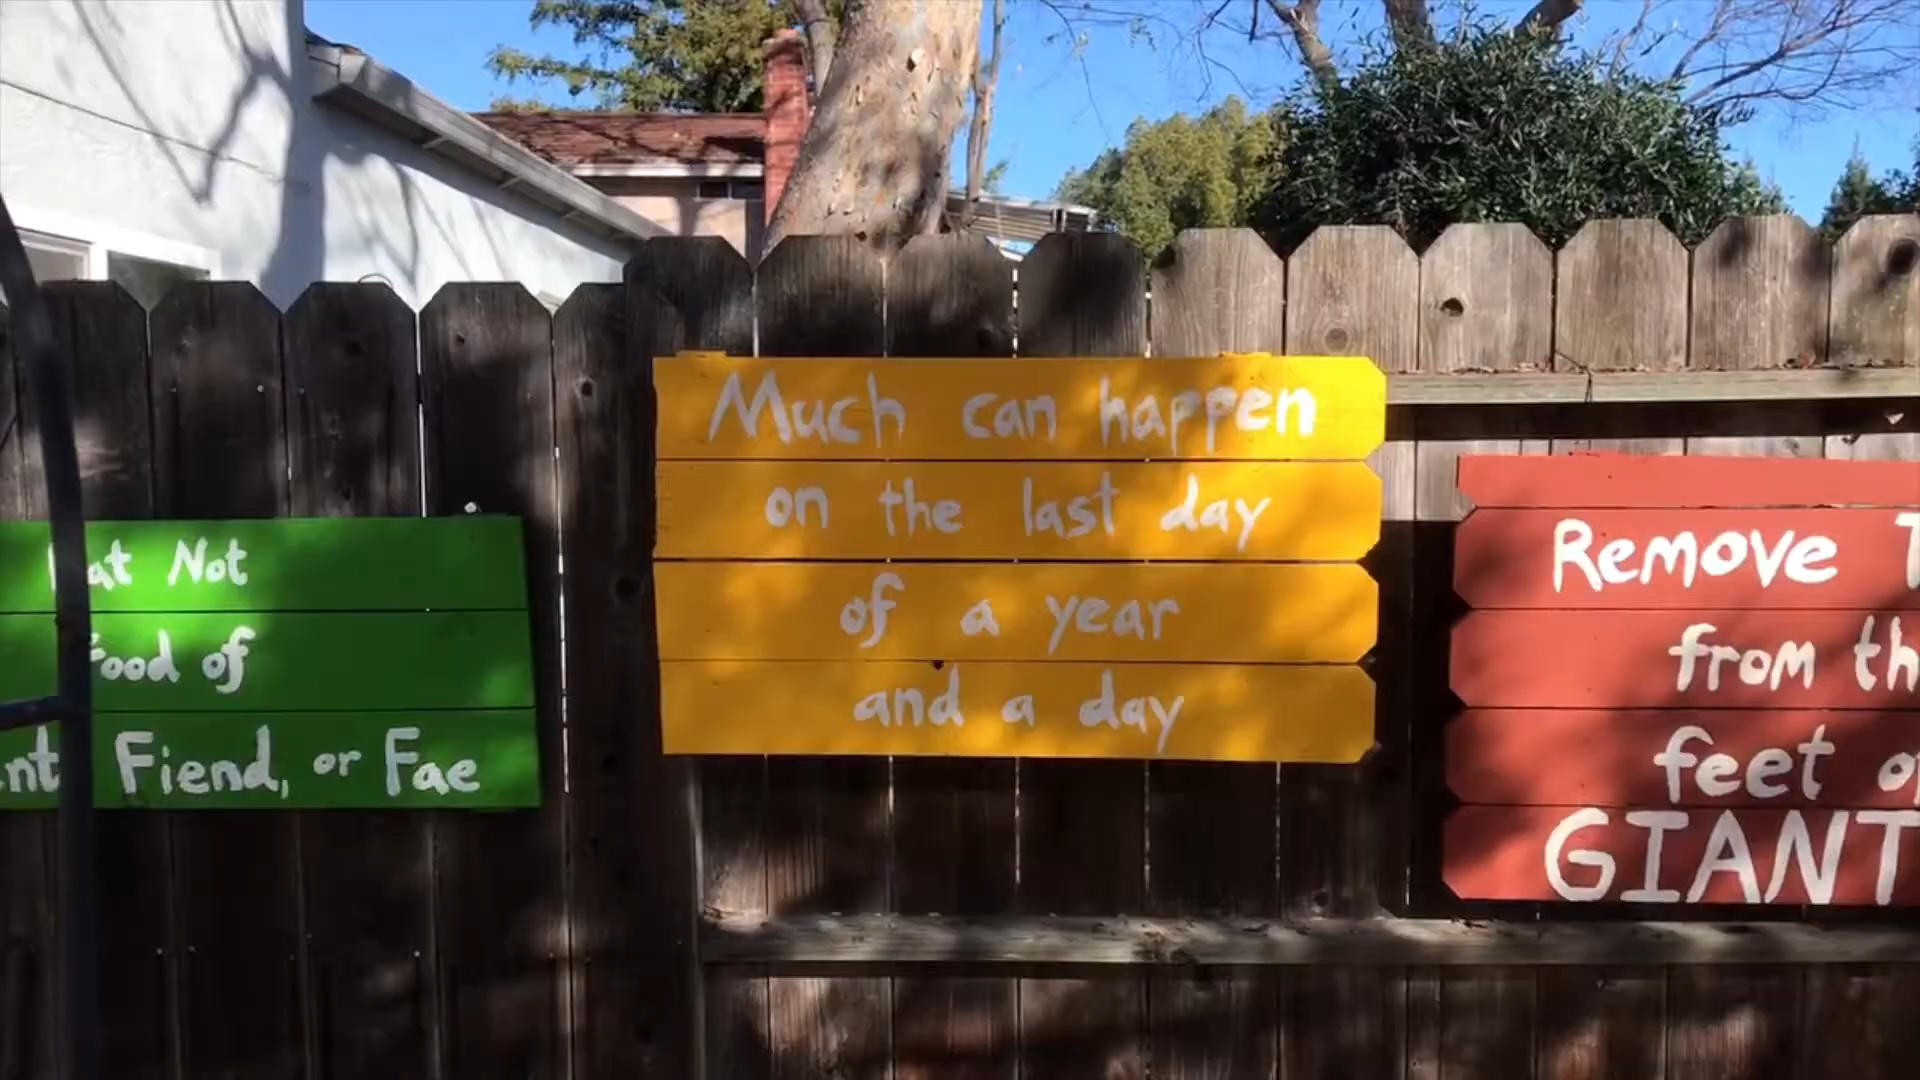 Not
of
Fiend, or Fae
Much can happen
on the last day
of a year
and a day
Remove
from
feet